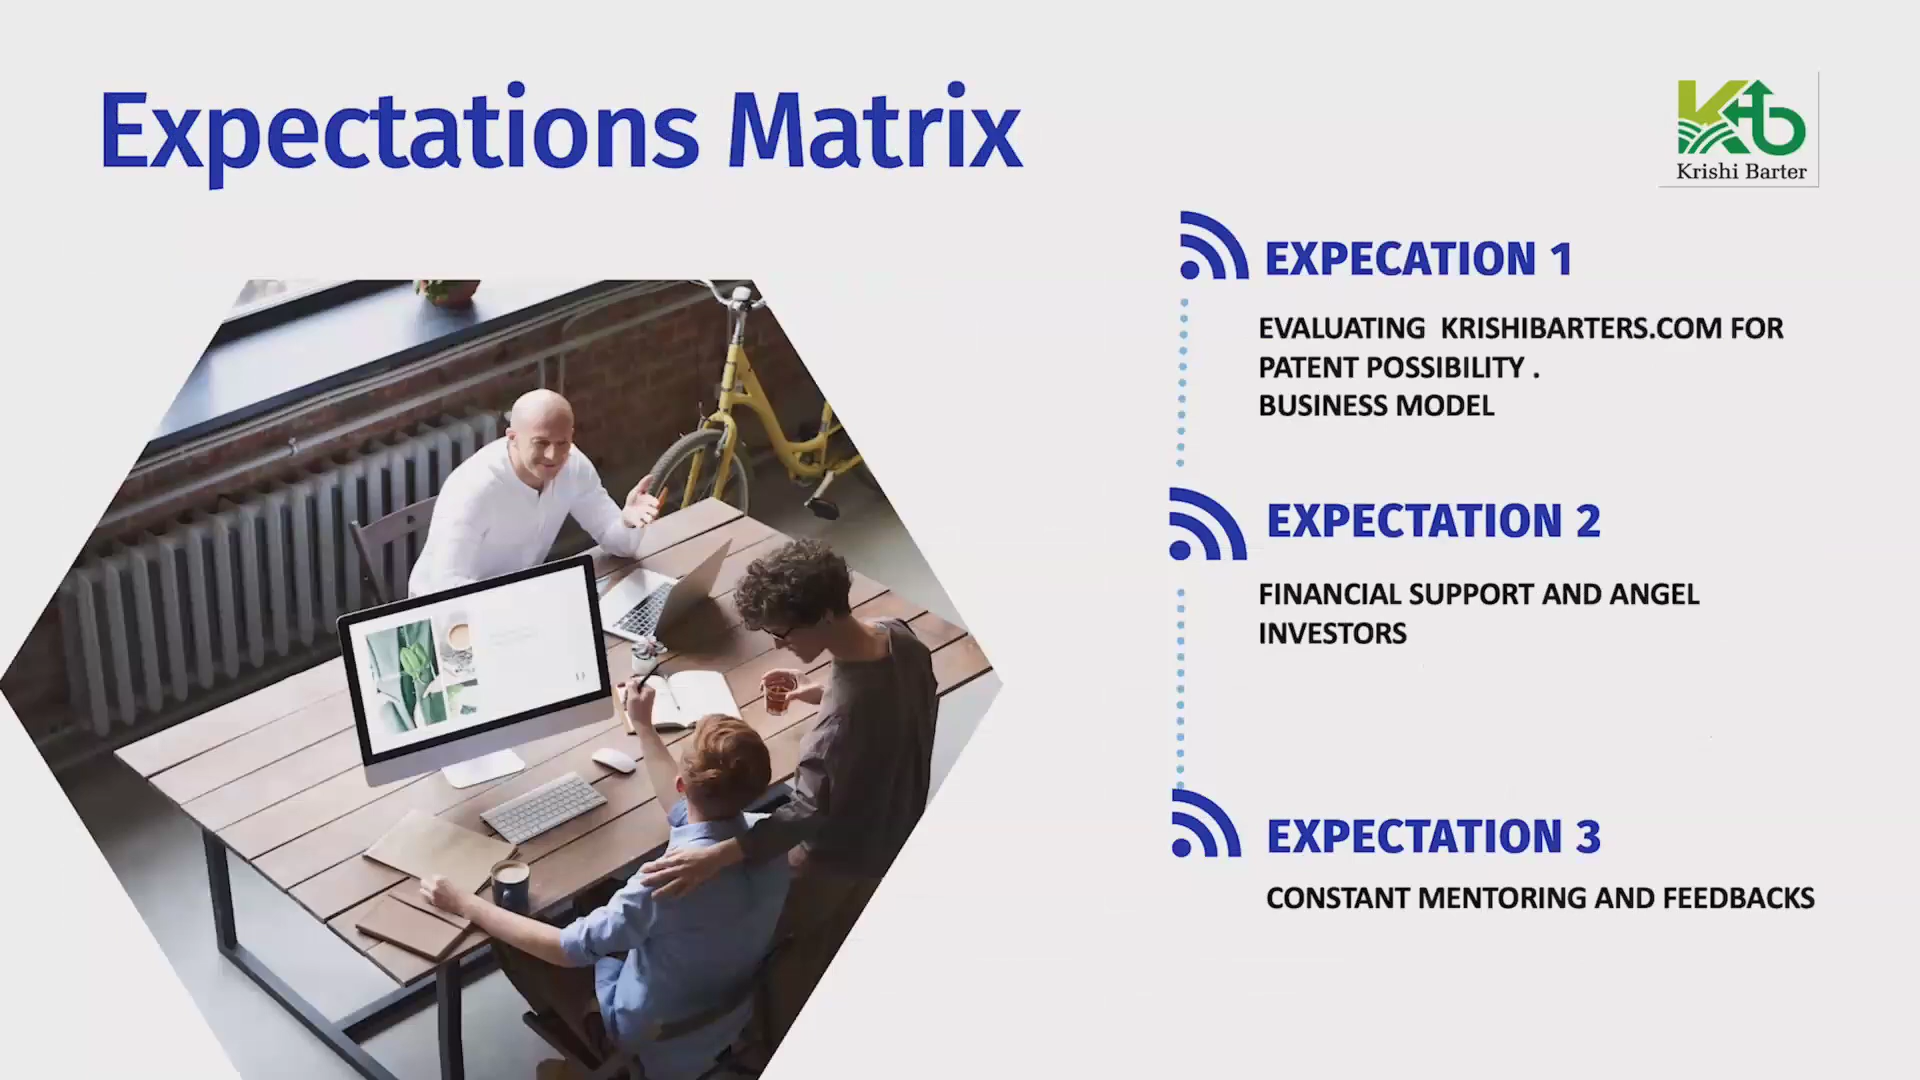 Expectations Matrix
Krishi Barter
EXPECATION 1
EVALUATING KRISHIBARTERS.COM FOR
PATENT POSSIBILITY .
BUSINESS MODEL
EXPECTATION 2
FINANCIAL SUPPORT AND ANGEL
INVESTORS
EXPECTATION 3
CONSTANT MENTORING AND FEEDBACKS